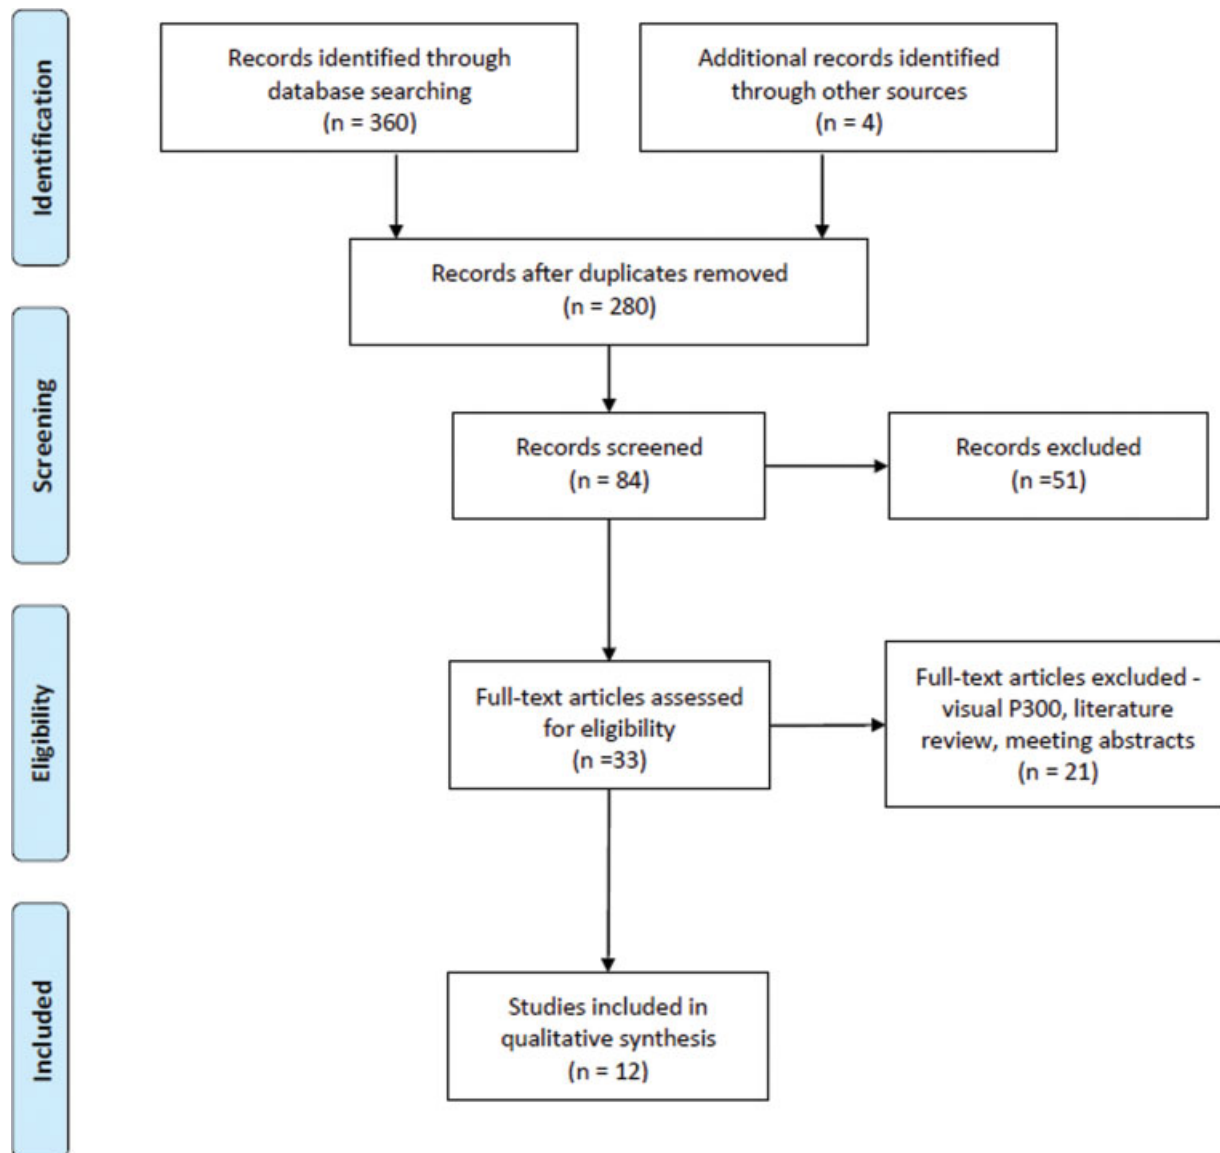 Identification
Records identified through
database searching
(n = 360)
Additional records identified
through other sources
(n = 4)
Records after duplicates removed
(n = 280)
Screening
Records screened
(n = 84)
Records excluded
(n =51)
Eligibility
Full-text articles assessed
for eligibility
(n =33)
Full-text articles excluded -
visual P300, literature
review, meeting abstracts
(n = 21)
Included
Studies included in
qualitative synthesis
(n = 12)